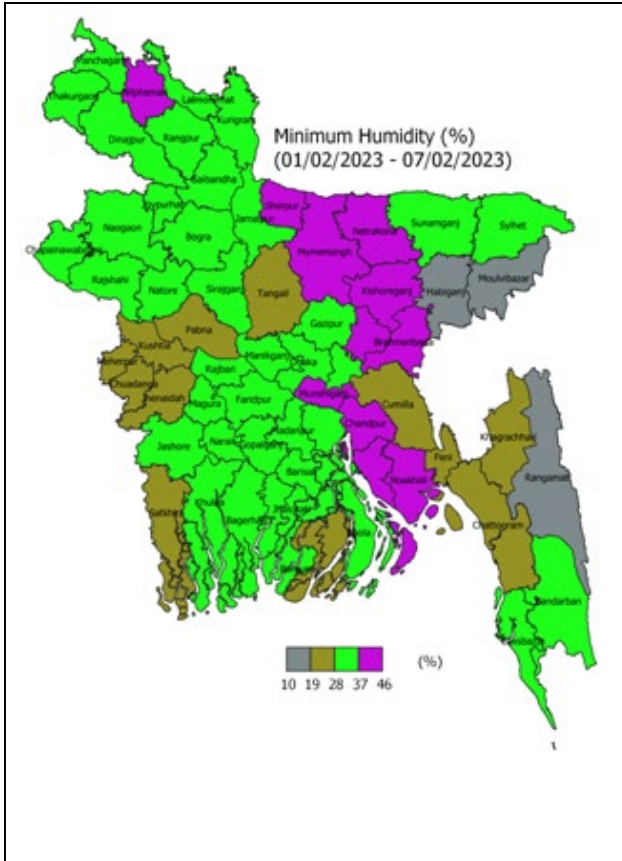 Panchagarh
Thakurgaon
Nilphamari
Lalmonirhat
Kurigram
Dinajpur
Rangpur
Minimum Humidity (%)
(01/02/2023 - 07/02/2023)
Gaibandha
Joypurhat
Sherpur
Jamalpur
Netrakona
Sunamganj
Sylhet
Naogaon
Bogra
Mymensingh
Chapainawabganj
Rajshahi
Natore
Sirajganj
Tangail
Kishoreganj
Habiganj
Moulvibazar
Pabna
Gazipur
Brahmanbaria
Kushtia
Meherpur
Manikganj
Dhaka
Chuadanga
Jhenaidah
Rajbari
Magura
Faridpur
Munshiganj
Cumilla
Chandpur
Khagrachhari
Jashore
Narail
Gopalganj
Madaripur
Feni
Rangamati
Barisal
Noakhali
Satkhira
Khulna
Bagerhat
Bhola
Chattogram
Bandarban
(%)
10 19 28 37 46